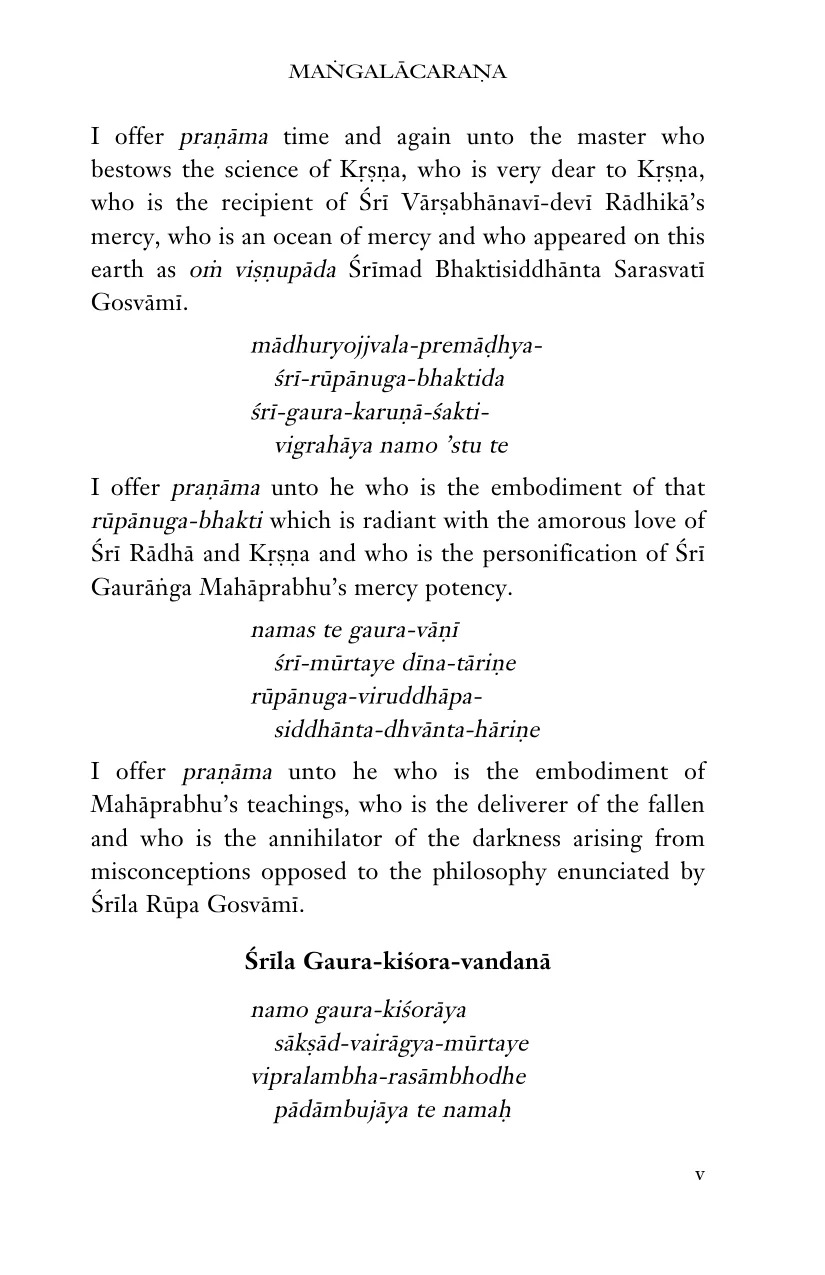 MAṄGALĀCARAṆA
I offer praṇāma time and again unto the master who
bestows the science of Kṛṣṇa, who is very dear to Kṛṣṇa,
who is the recipient of Śrī Vārṣabhānavī-devī Rādhikā’s
mercy, who is an ocean of mercy and who appeared on this
earth as oṁ viṣṇupāda Śrīmad Bhaktisiddhānta Sarasvatī
Gosvāmī.
mādhuryojjvala-premāḍhya-
śrī-rūpānuga-bhaktida
śrī-gaura-karuṇā-śakti-
vigrahāya namo ’stu te
I offer praṇāma unto he who is the embodiment of that
rūpānuga-bhakti which is radiant with the amorous love of
Śrī Rādhā and Kṛṣṇa and who is the personification of Śrī
Gaurāṅga Mahāprabhu’s mercy potency.
namas te gaura-vāṇī
śrī-mūrtaye dīna-tāriṇe
rūpānuga-viruddhāpa-
siddhānta-dhvānta-hāriṇe
I offer praṇāma unto he who is the embodiment of
Mahāprabhu’s teachings, who is the deliverer of the fallen
and who is the annihilator of the darkness arising from
misconceptions opposed to the philosophy enunciated by
Śrīla Rūpa Gosvāmī.
Śrīla Gaura-kiśora-vandanā
namo gaura-kiśorāya
sākṣād-vairāgya-mūrtaye
vipralambha-rasāmbhodhe
pādāmbujāya te namaḥ
v